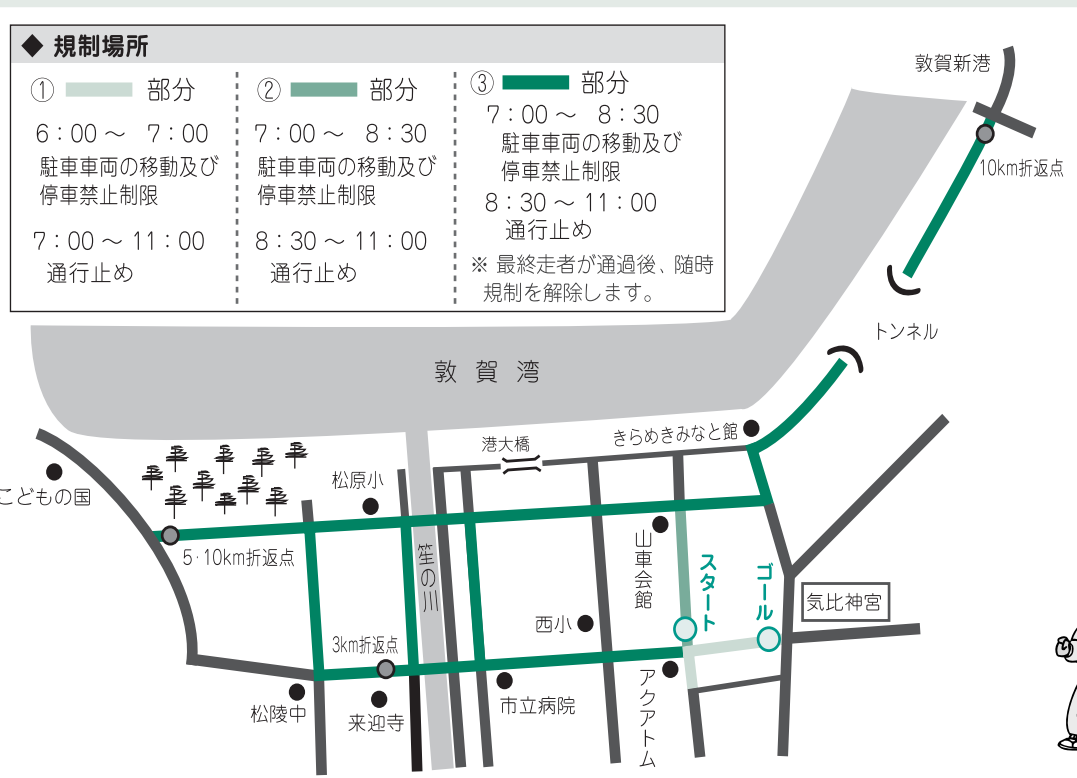 ◆ 規制場所
① 部分
6:00～ 7:00
駐車車両の移動及び
停車禁止制限
7:00～11:00
通行止め
② 部分
7:00～ 8:30
駐車車両の移動及び
停車禁止制限
8:30～11:00
通行止め
③ 部分
7:00～ 8:30
駐車車両の移動及び
停車禁止制限
8:30～11:00
通行止め
※ 最終走者が通過後、随時
規制を解除します。
敦賀新港
10km折返点
トンネル
敦賀湾
きらめきみなと館
港大橋
松原小
こどもの国
5·10km折返点
笙の川
山車会館
スタート
ゴール
気比神宮
西小
3km折返点
アクアトム
市立病院
松陵中
来迎寺